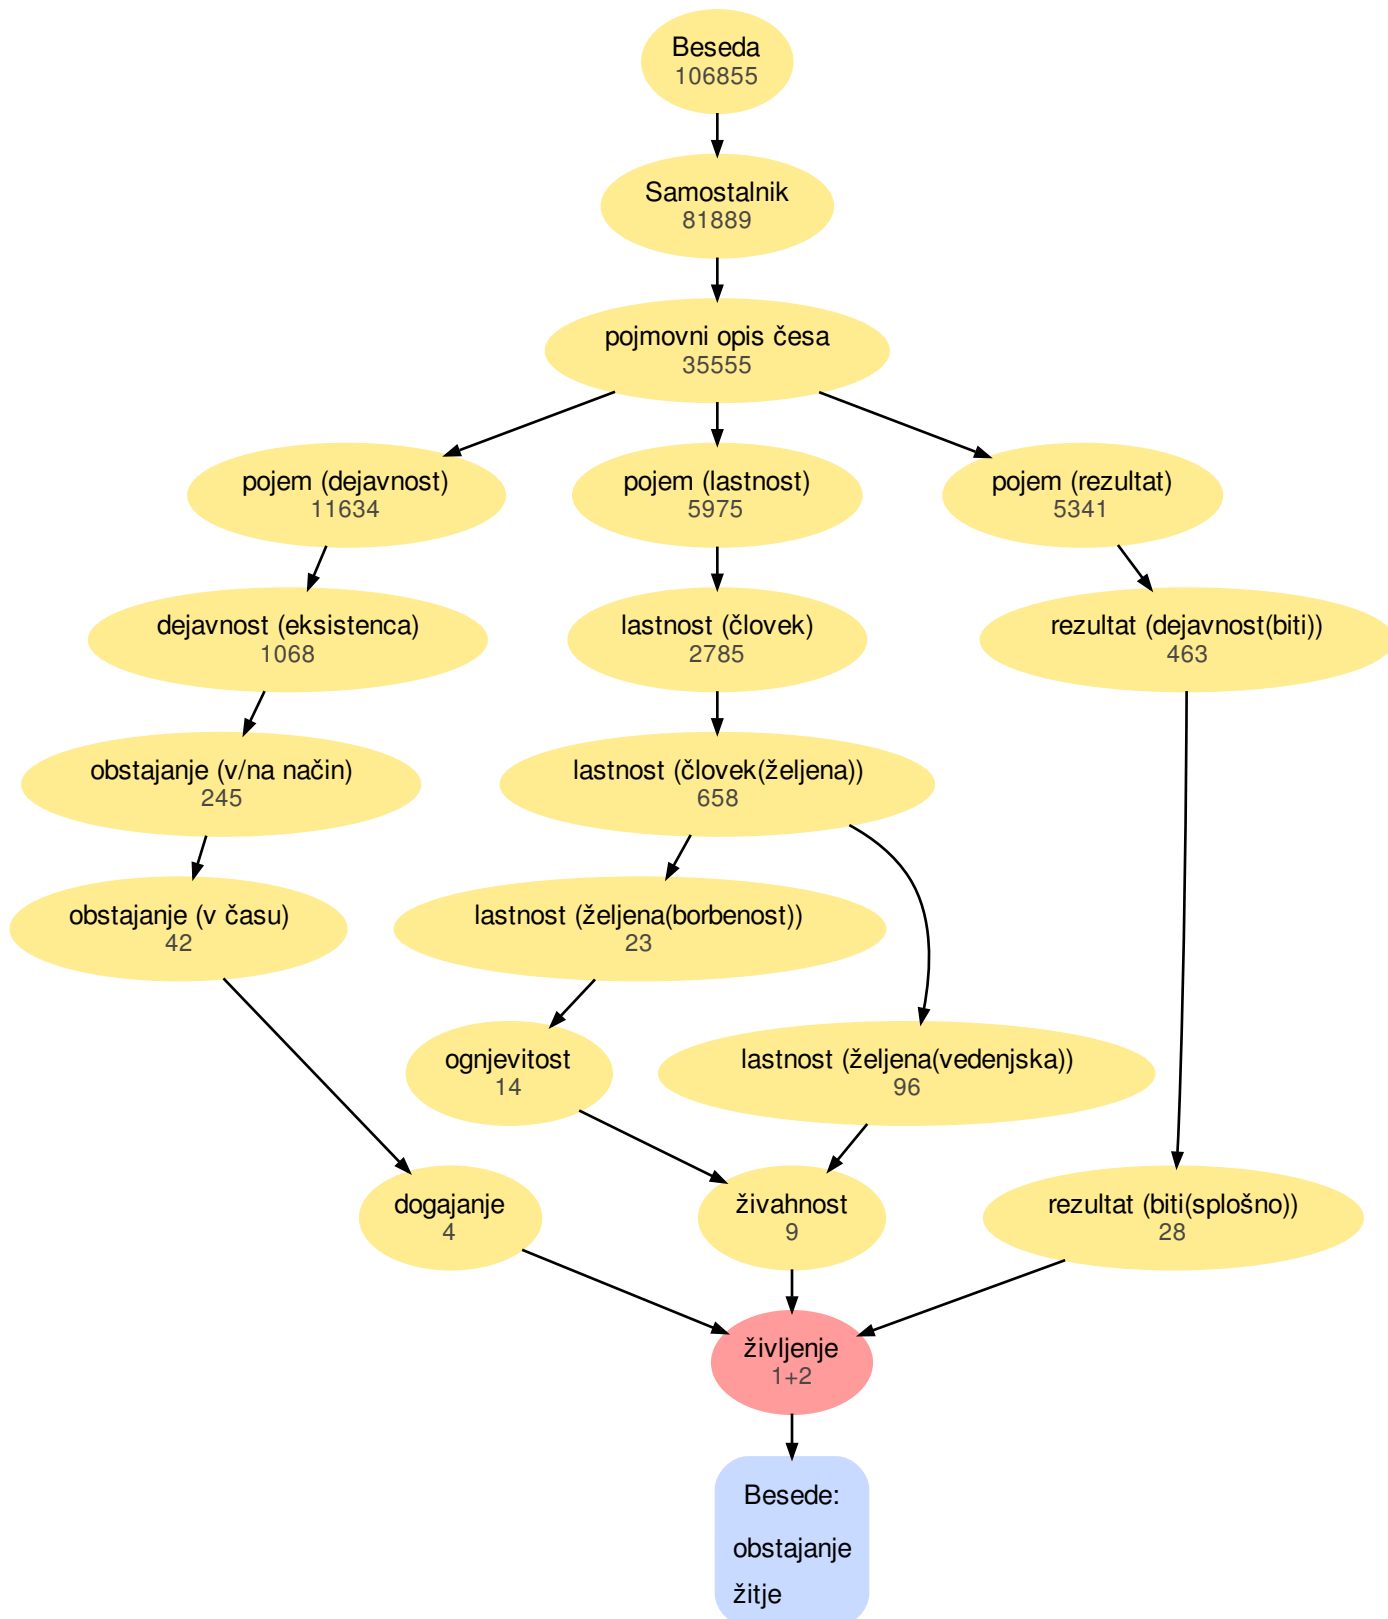 Beseda
106855
Samostalnik
81889
pojmovni opis česa
35555
pojem (dejavnost)
11634
pojem (lastnost)
5975
pojem (rezultat)
5341
dejavnost (eksistenca)
1068
lastnost (človek)
2785
rezultat (dejavnost(biti))
463
obstajanje (v/na način)
245
lastnost (človek(željena))
658
obstajanje (v času)
42
lastnost (željena(borbenost))
23
ognjevitost
14
lastnost (željena(vedenjska))
96
dogajanje
4
živahnost
9
rezultat (biti(splošno))
28
življenje
1+2
Besede:
obstajanje
žitje